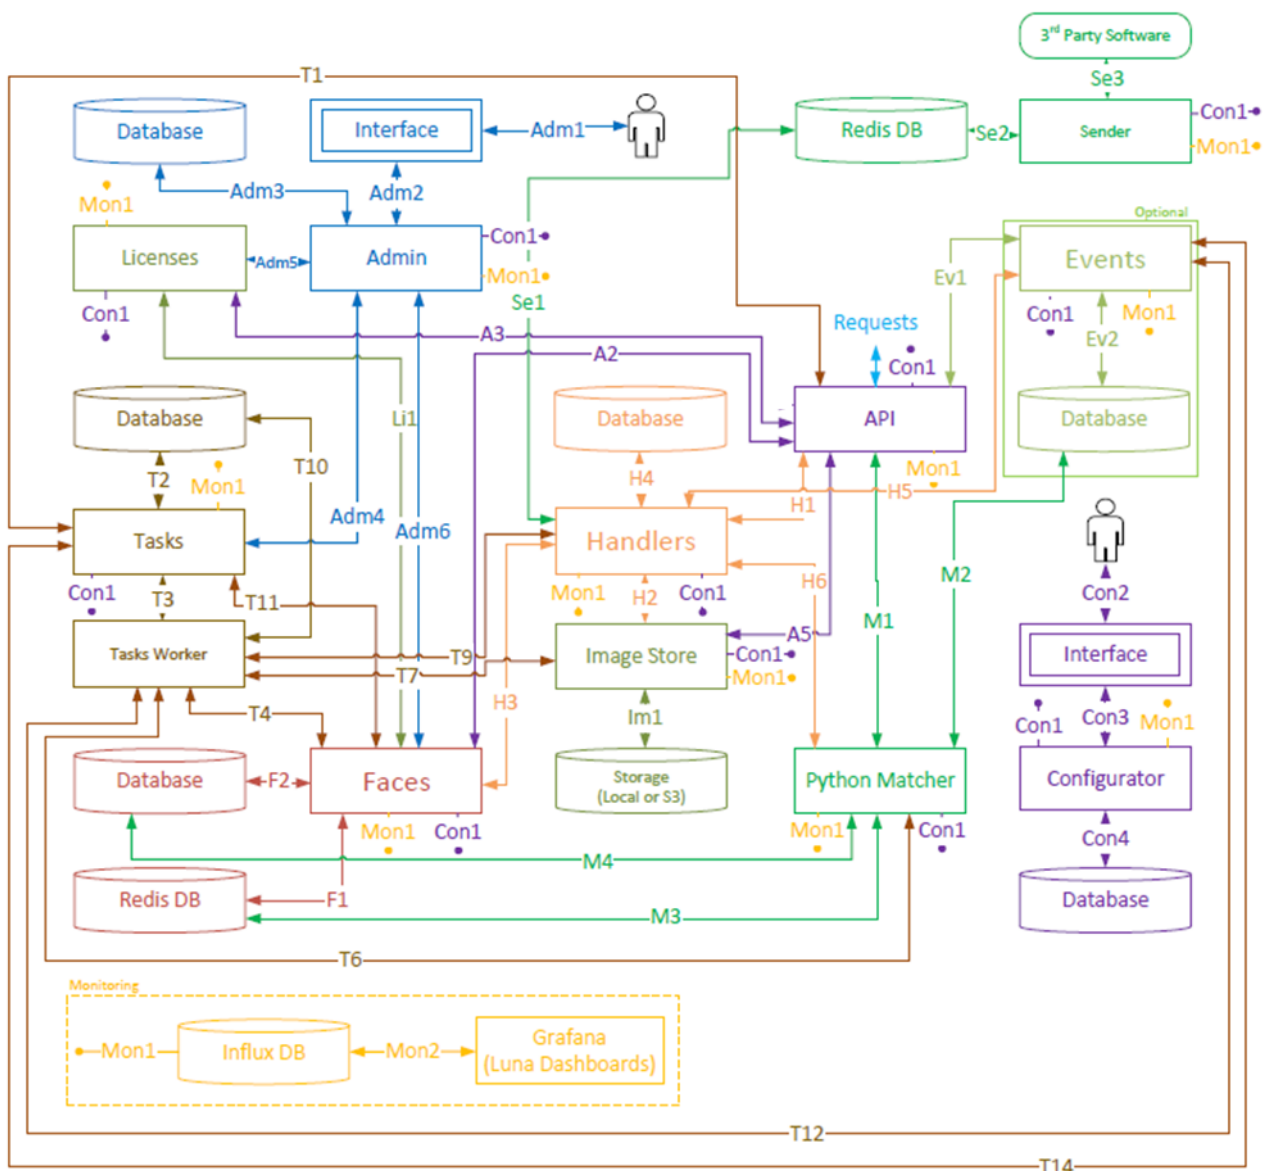 3rd Party Software
T1
Se3
Database
Interface
Adm1
Redis DB
Se2
Sender
Con1
Mon1
Adm3
Adm2
Mon1
Optional
Licenses
Adm5
Admin
Con1
Mon1
Events
Ev1
Se1
Con1
Requests
Con1
Mon1
A3
A2
Ev2
Con1
Database
Li1
Database
API
Database
T2
Mon1
T10
H4
Mon1
H5
H1
Adm4
Adm6
Tasks
Handlers
Con1
T3
T11
Mon1
H2
Con1
H6
M2
Con2
M1
Tasks Worker
T9
T7
Image Store
A5
Con1
Mon1
Interface
H3
T4
Im1
Con1
Con3
Mon1
Database
F2
Faces
Storage
(Local or S3)
Python Matcher
Configurator
Mon1
Con1
Mon1
Con1
Con4
M4
Redis DB
F1
M3
Database
T6
Monitoring
Mon1
Influx DB
Mon2
Grafana
(Luna Dashboards)
T12
T14